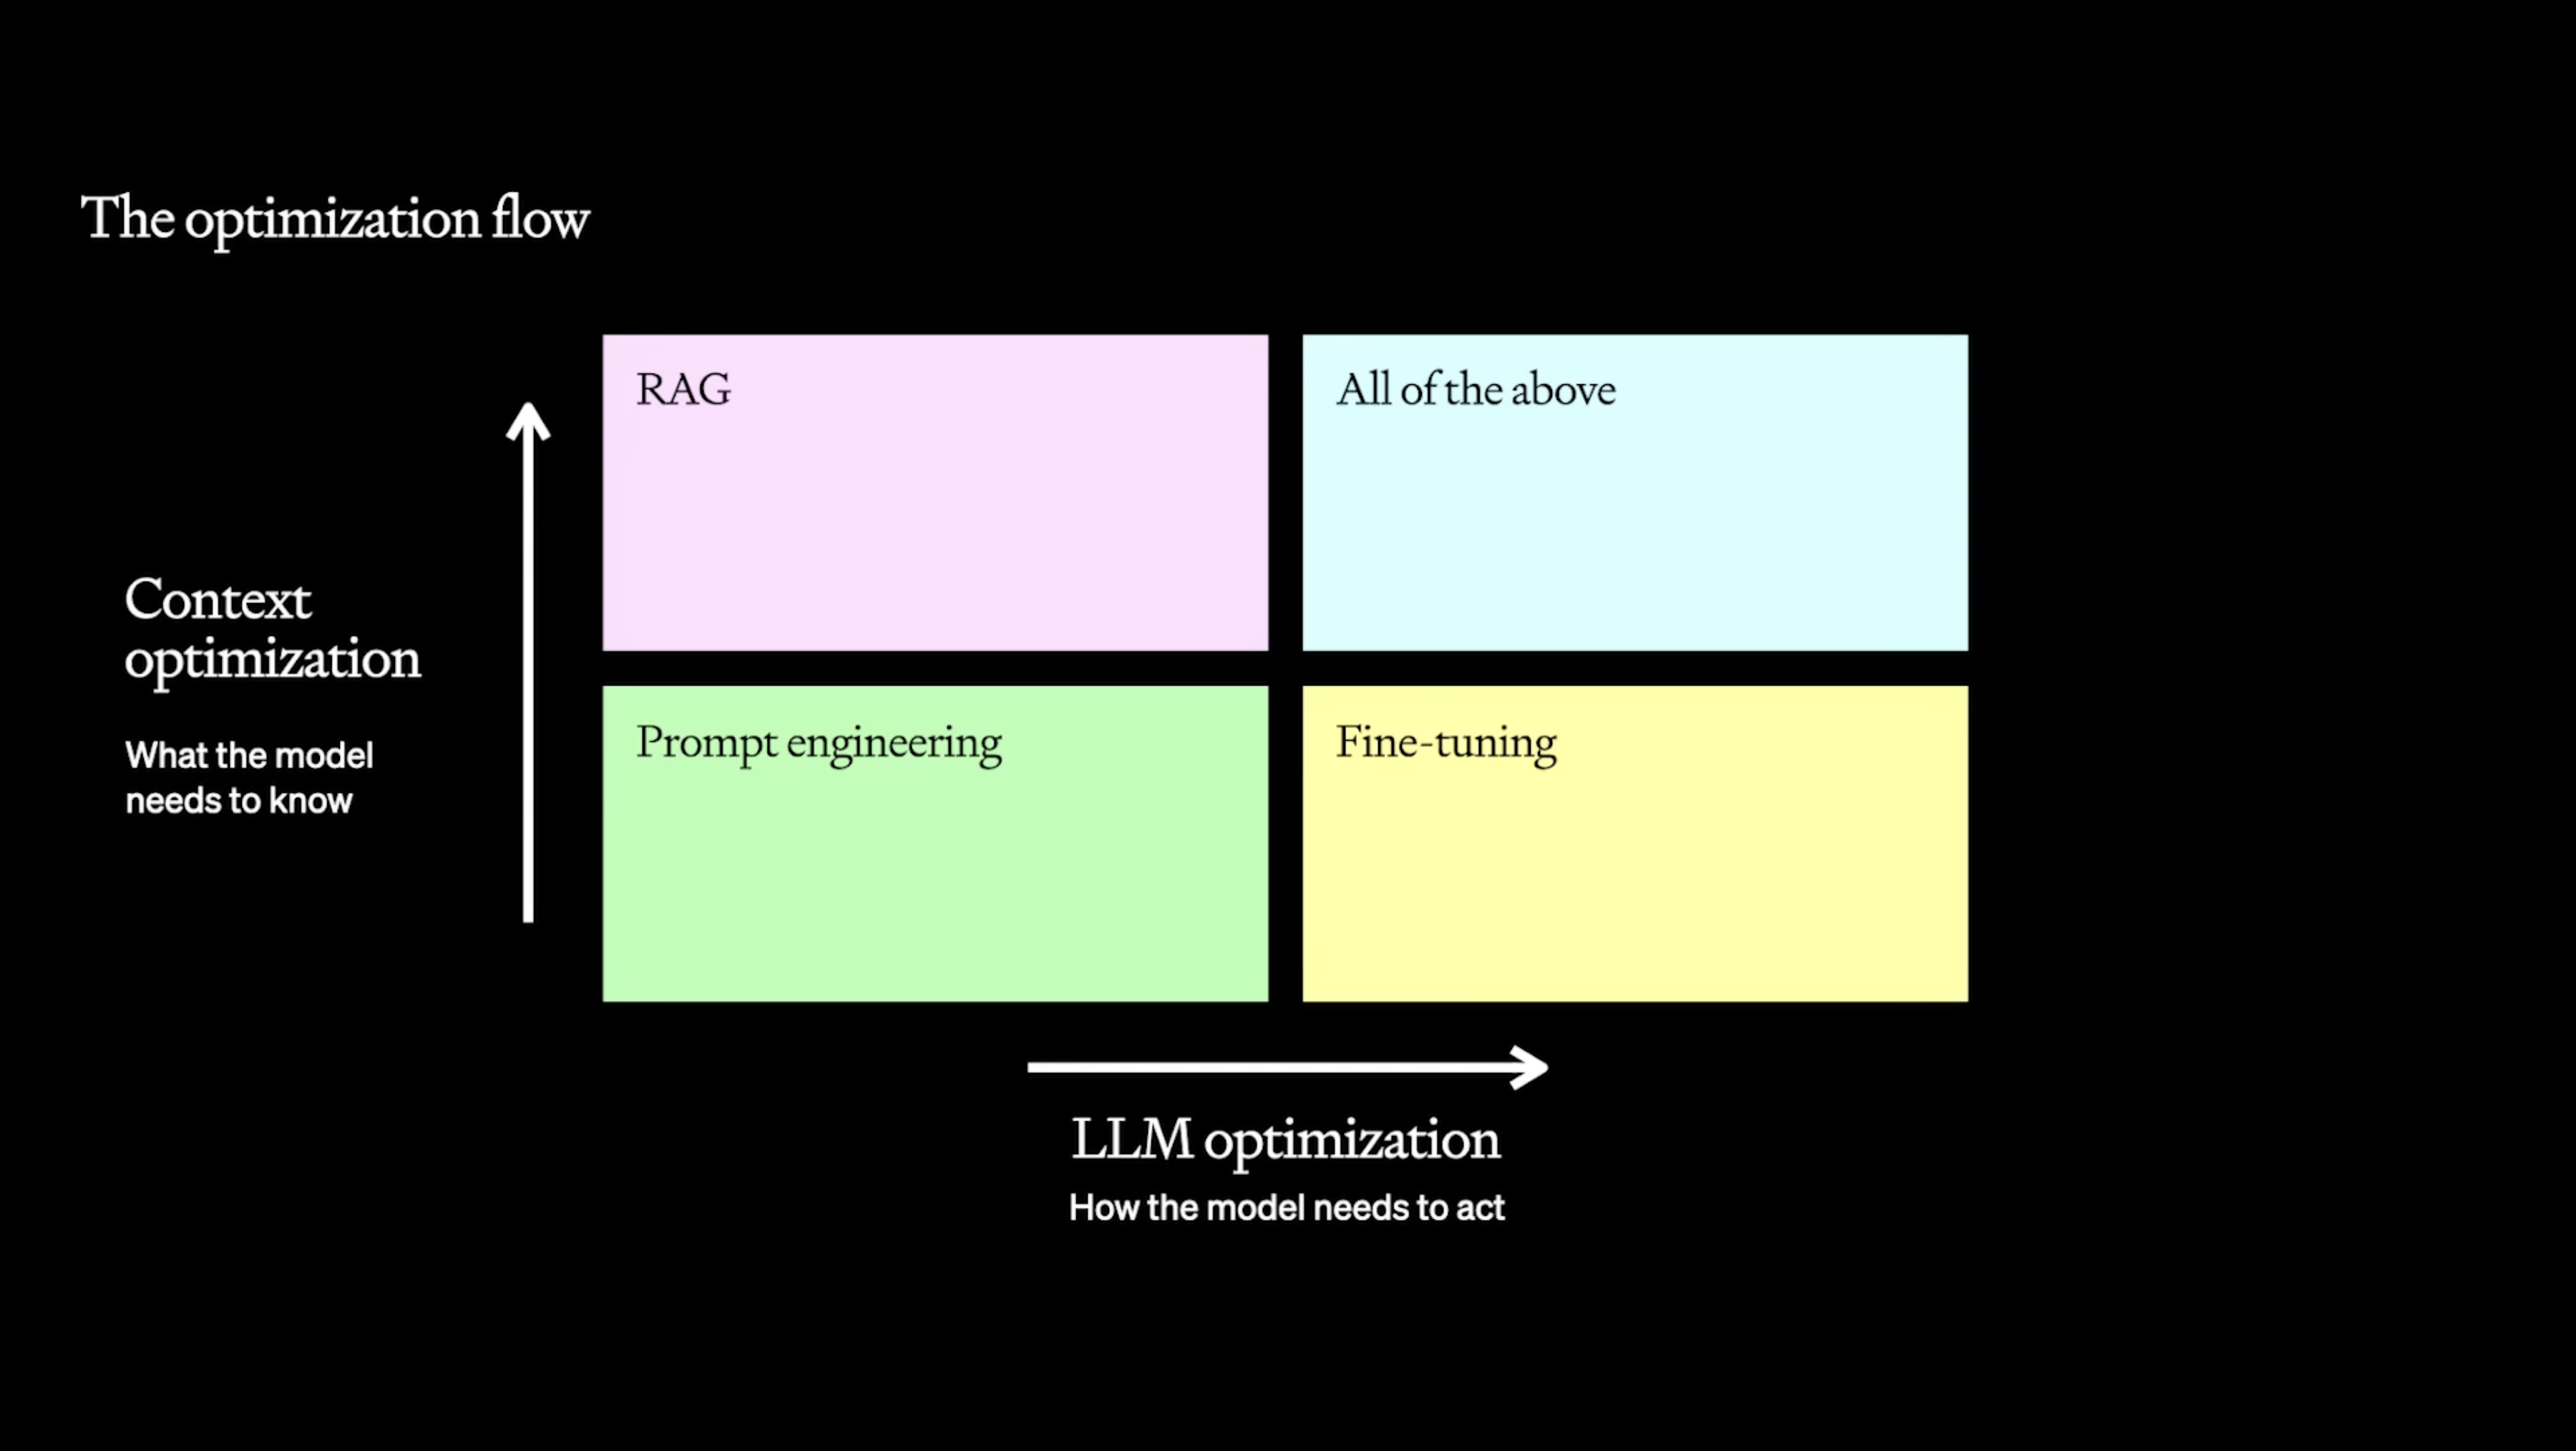 The optimization flow
RAG
All of the above
Context
optimization
What the model
needs to know
Prompt engineering
Fine-tuning
LLM optimization
How the model needs to act